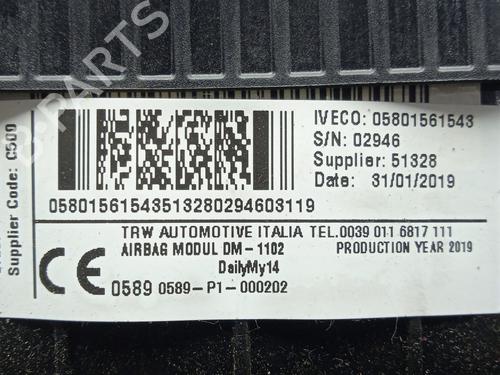 B-PARTS
Supplier Code: C500
IVECO: 05801561543
S/N: 02946
Supplier: 51328
Date: 31/01/2019
05801561543513280294603119
TRW AUTOMOTIVE ITALIA TEL.0039 011 6817 111
AIRBAG MODUL DM-1102
PRODUCTION YEAR 2019
DailyMy14
CE 0589 0589-P1-000202